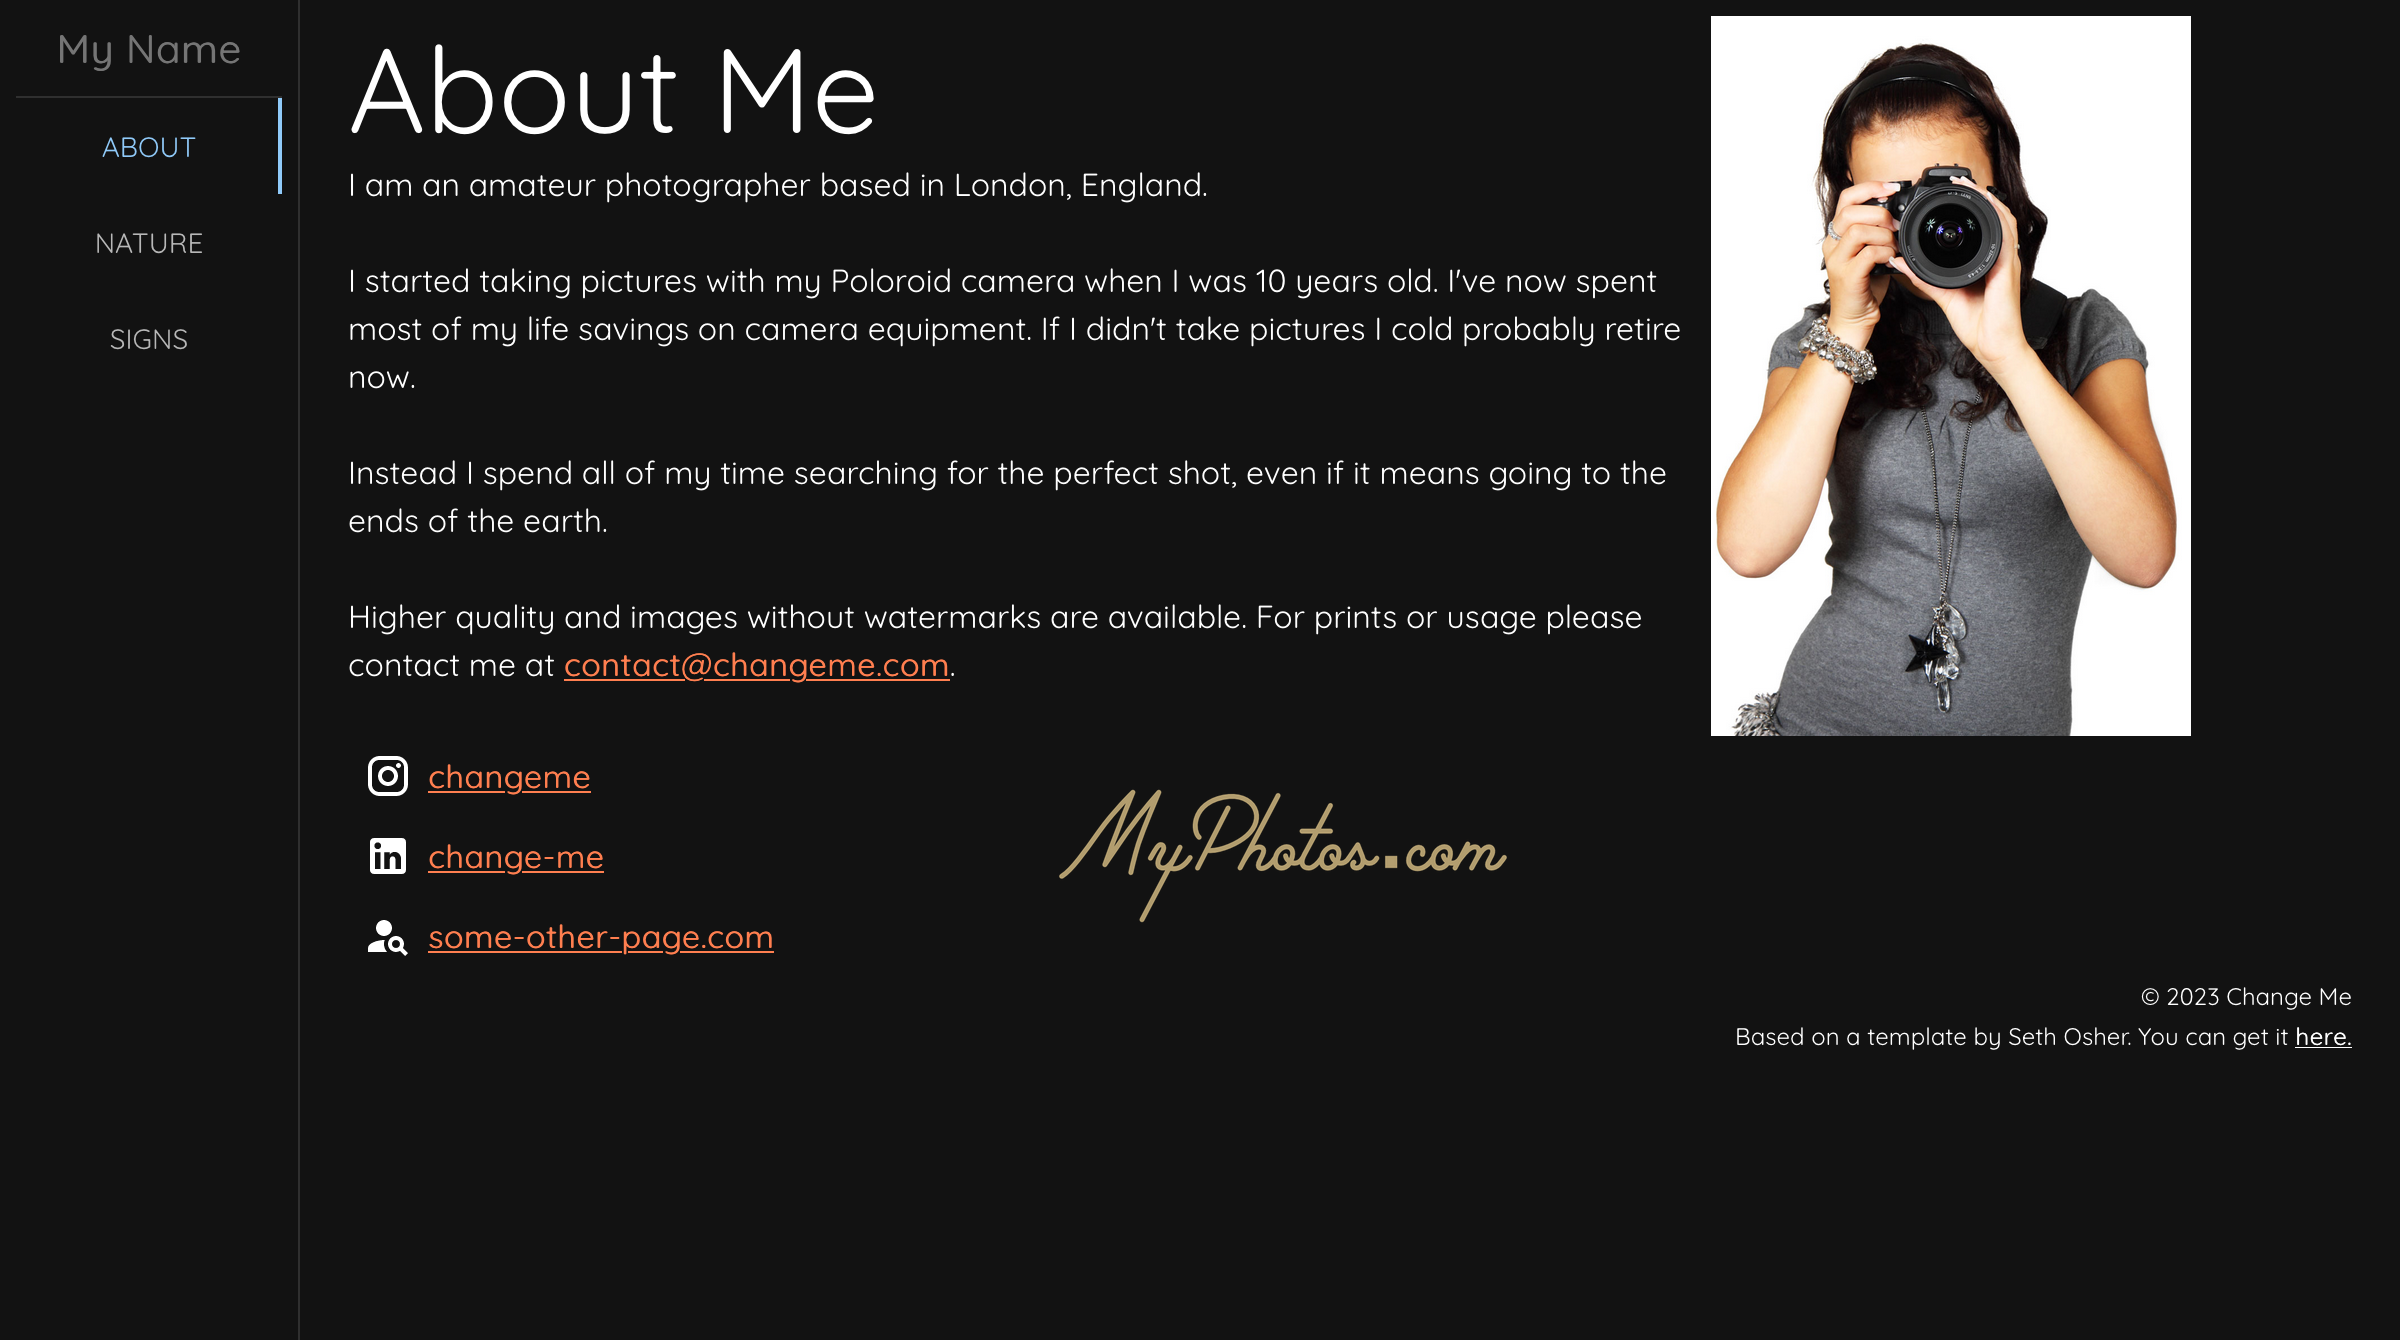 My Name
ABOUT
NATURE
SIGNS
About Me
I am an amateur photographer based in London, England.
I started taking pictures with my Poloroid camera when I was 10 years old. I've now spent
most of my life savings on camera equipment. If I didn't take pictures I cold probably retire
now.
Instead I spend all of my time searching for the perfect shot, even if it means going to the
ends of the earth.
Higher quality and images without watermarks are available. For prints or usage please
contact me at contact@changeme.com.
changeme
change-me
some-other-page.com
MyPhotos.com
© 2023 Change Me
Based on a template by Seth Osher. You can get it here.